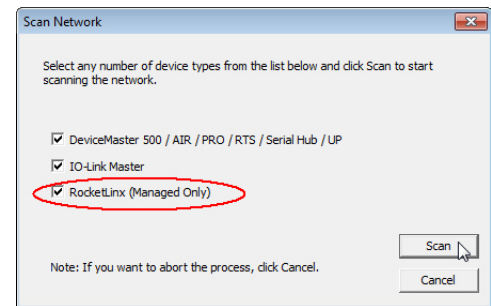 Scan Network
Select any number of device types from the list below and click Scan to start
scanning the network.
DeviceMaster 500 / AIR / PRO / RTS / Serial Hub / UP
IO-Link Master
RocketLinx (Managed Only)
Scan
Note: If you want to abort the process, click Cancel.
Cancel